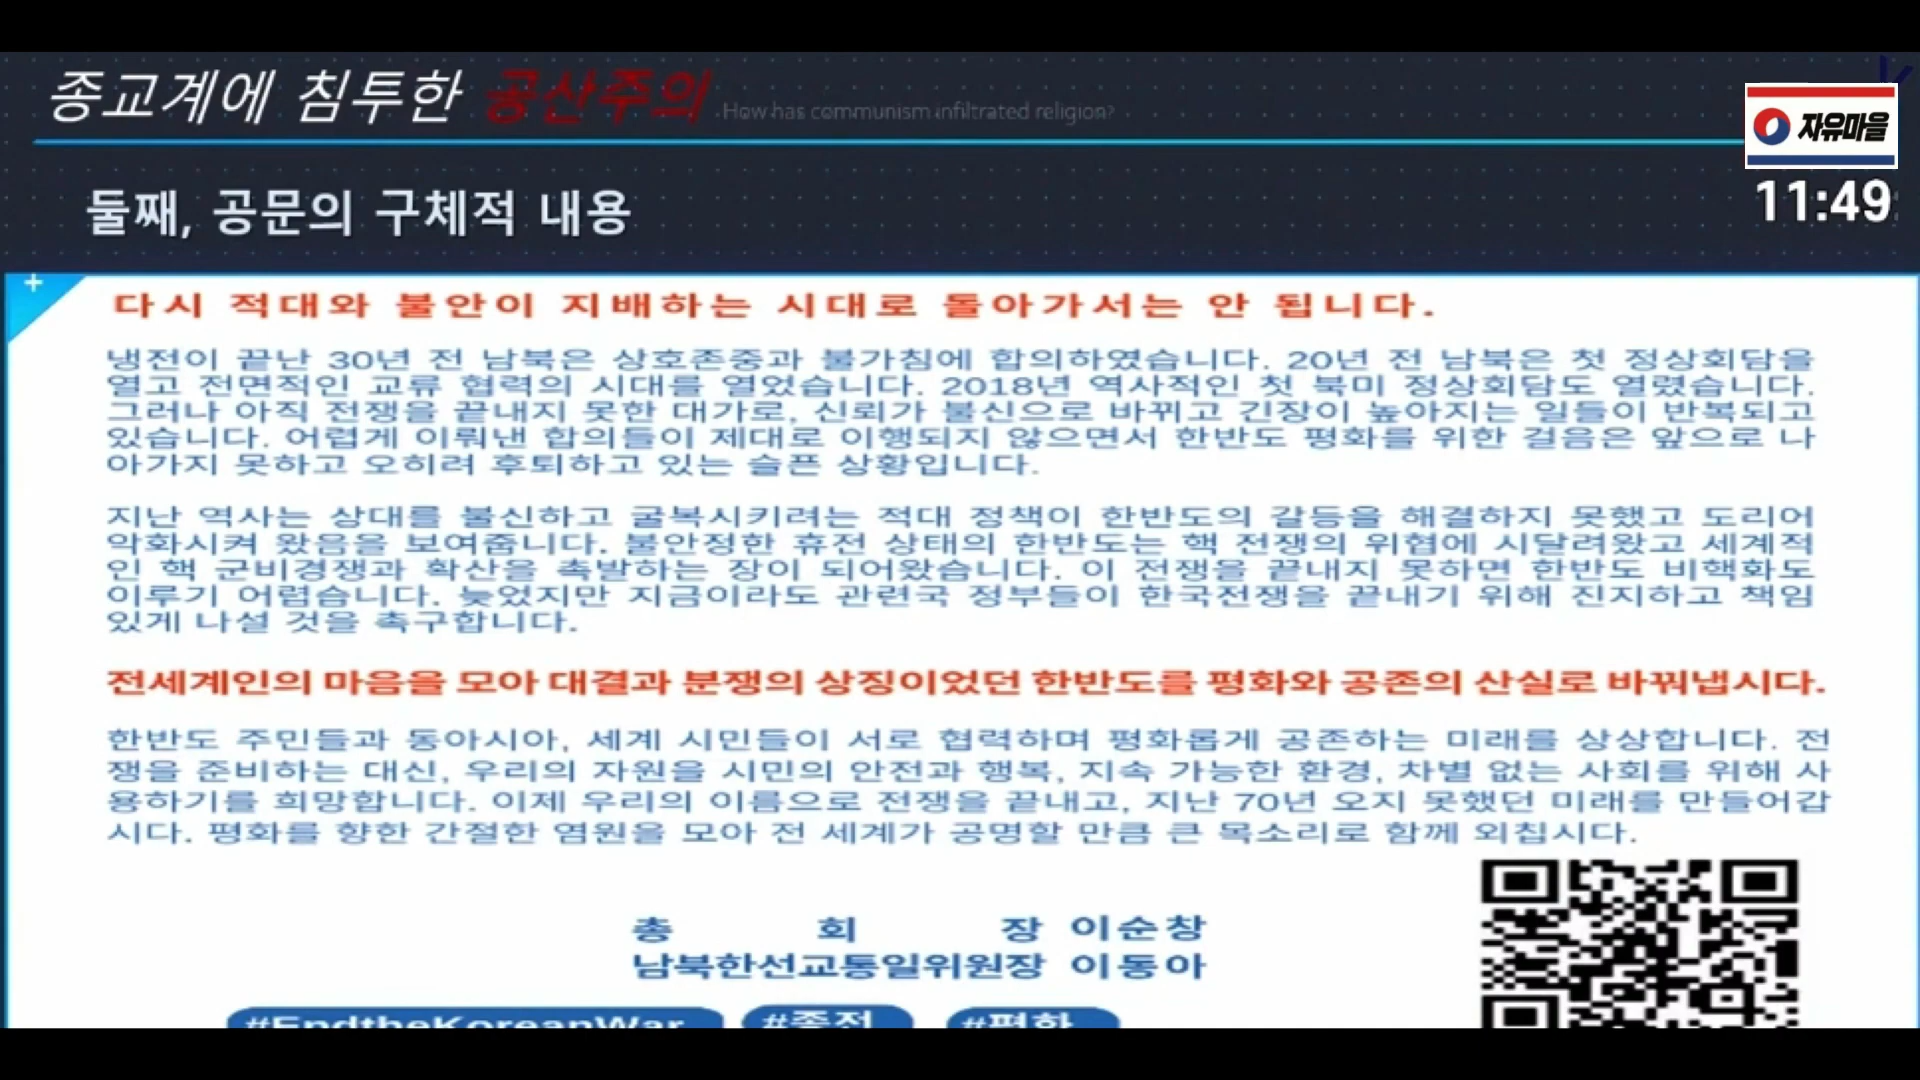 종교계에 침투한 공산주의 How has communism infiltrated religion?
자유마을
둘째, 공문의 구체적 내용
11:49
다시 적대와 불안이 지배하는 시대로 돌아가서는 안 됩니다.
냉전이 끝난 30년 전 남북은 상호존중과 불가침에 합의하였습니다. 20년 전 남북은 첫 정상회담을
열고 전면적인 교류 협력의 시대를 열었습니다. 2018년 역사적인 첫 북미 정상회담도 열렸습니다.
그러나 아직 전쟁을 끝내지 못한 대가로, 신뢰가 불신으로 바뀌고 긴장이 높아지는 일들이 반복되고
있습니다. 어렵게 이뤄낸 합의들이 제대로 이행되지 않으면서 한반도 평화를 위한 걸음은 앞으로 나
아가지 못하고 오히려 후퇴하고 있는 슬픈 상황입니다.
지난 역사는 상대를 불신하고 굴복시키려는 적대 정책이 한반도의 갈등을 해결하지 못했고 도리어
악화시켜 왔음을 보여줍니다. 불안정한 휴전 상태의 한반도는 핵 전쟁의 위협에 시달려왔고 세계적
인 핵 군비경쟁과 확산을 촉발하는 장이 되어왔습니다. 이 전쟁을 끝내지 못하면 한반도 비핵화도
이루기 어렵습니다. 늦었지만 지금이라도 관련국 정부들이 한국전쟁을 끝내기 위해 진지하고 책임
있게 나설 것을 촉구합니다.
전세계인의 마음을 모아 대결과 분쟁의 상징이었던 한반도를 평화와 공존의 산실로 바꿔냅시다.
한반도 주민들과 동아시아, 세계 시민들이 서로 협력하며 평화롭게 공존하는 미래를 상상합니다. 전
쟁을 준비하는 대신, 우리의 자원을 시민의 안전과 행복, 지속 가능한 환경, 차별 없는 사회를 위해 사
용하기를 희망합니다. 이제 우리의 이름으로 전쟁을 끝내고, 지난 70년 오지 못했던 미래를 만들어갑
시다. 평화를 향한 간절한 염원을 모아 전 세계가 공명할 만큼 큰 목소리로 함께 외칩시다.
총 회 장 이순창
남북한선교통일위원장 이동아
#EndtheKoreanWar #종전 #평화